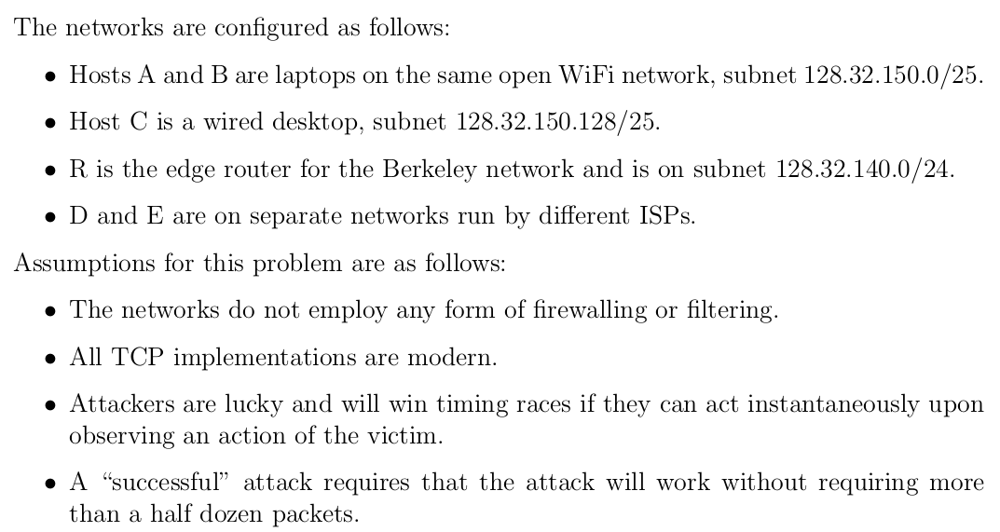 The networks are configured as follows:
• Hosts A and B are laptops on the same open WiFi network, subnet 128.32.150.0/25.
• Host C is a wired desktop, subnet 128.32.150.128/25.
• R is the edge router for the Berkeley network and is on subnet 128.32.140.0/24.
• D and E are on separate networks run by different ISPs.
Assumptions for this problem are as follows:
• The networks do not employ any form of firewalling or filtering.
• All TCP implementations are modern.
• Attackers are lucky and will win timing races if they can act instantaneously upon
observing an action of the victim.
• A “successful” attack requires that the attack will work without requiring more
than a half dozen packets.